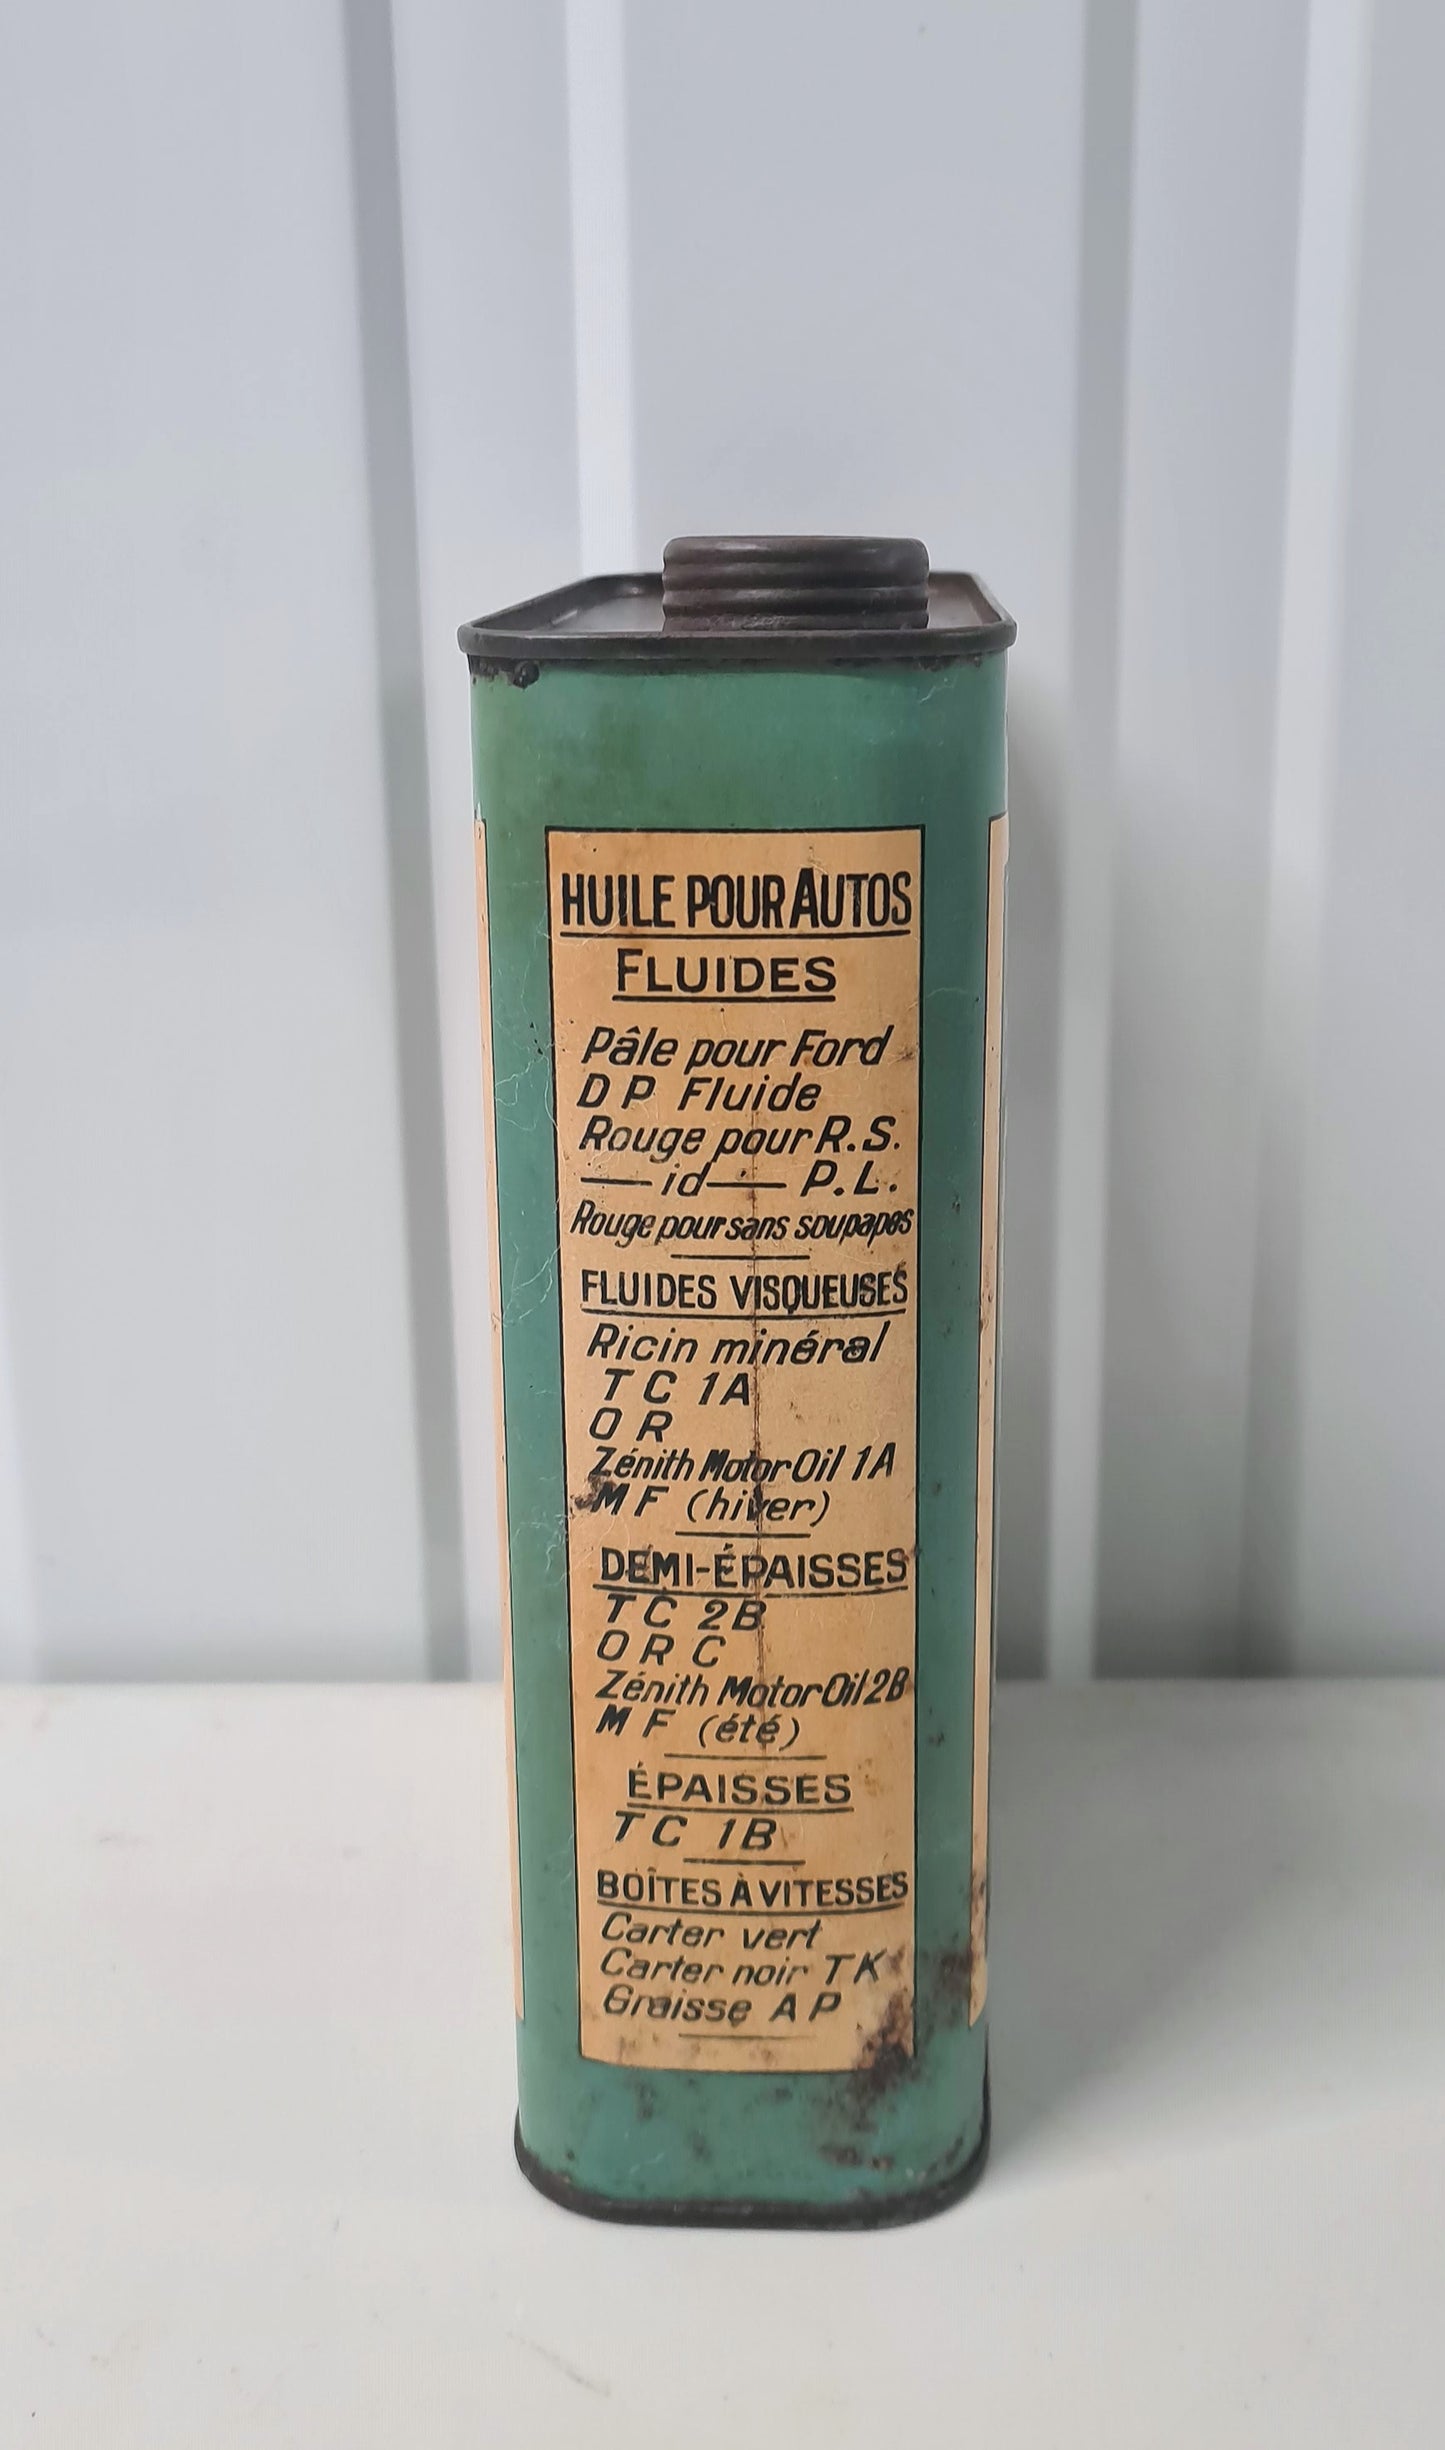 HUILE POUR AUTOS
FLUIDES
Pâle pour Ford
D P Fluide
Rouge pour R.S.
— id — P.L.
Rouge pour sans soupapes
FLUIDES VISQUEUSES
Ricin minéral
T C 1A
O R
Zénith Motor Oil 1A
M F (hiver)
DEMI-ÉPAISSES
T C 2B
O R C
Zénith Motor Oil 2B
M F (été)
ÉPAISSES
T C 1B
BOÎTES À VITESSES
Carter vert
Carter noir T K
Graisse A P